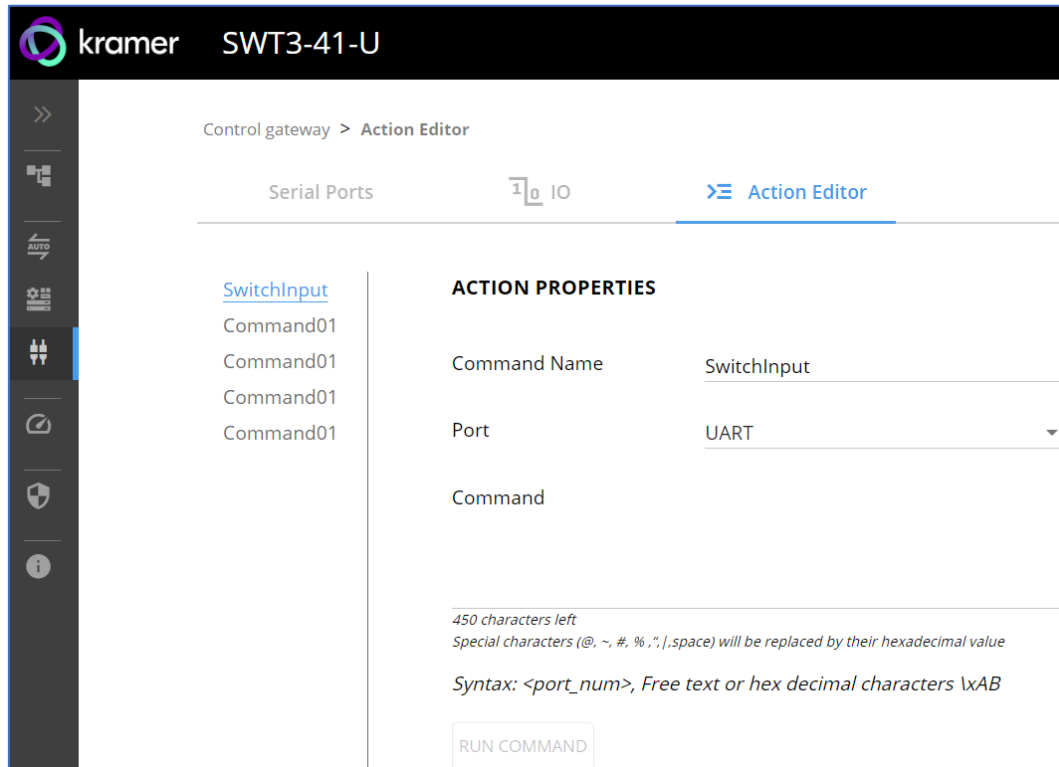 kramer SWT3-41-U
AUTO
Control gateway > Action Editor
Serial Ports
1 0 IO
Action Editor
SwitchInput
Command01
Command01
Command01
Command01
ACTION PROPERTIES
Command Name SwitchInput
Port UART
Command
450 characters left
Special characters (@, ~, #, % ,",|,space) will be replaced by their hexadecimal value
Syntax: <port_num>, Free text or hex decimal characters \xAB
RUN COMMAND